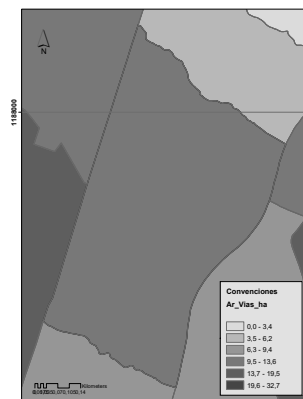 N
1188000
Convenciones
Ar_Vias_ha
0,0 - 3,4
3,5 - 6,2
6,3 - 9,4
9,5 - 13,6
13,7 - 19,5
19,6 - 32,7
Kilometers